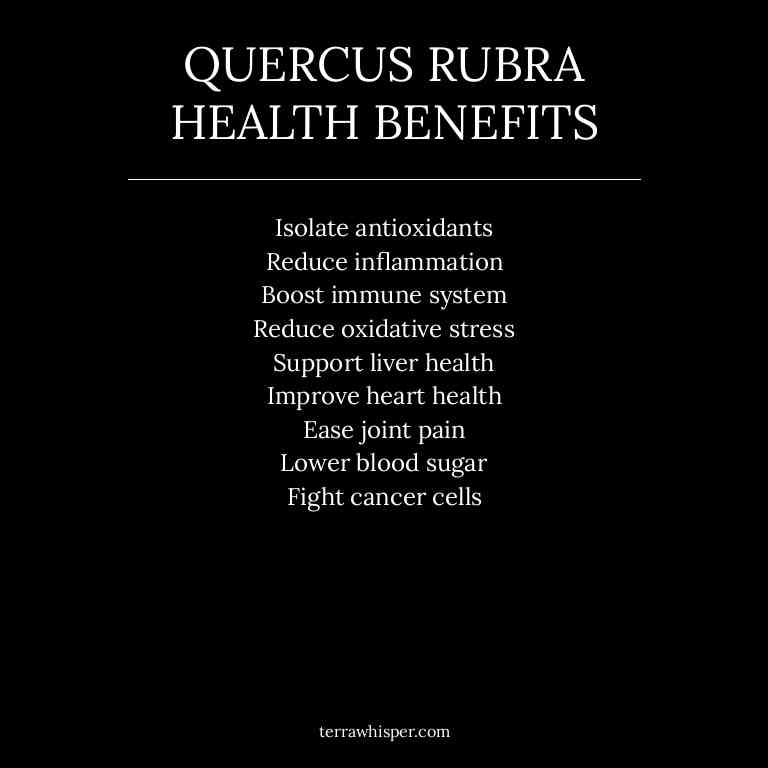 QUERCUS RUBRA
HEALTH BENEFITS
Isolate antioxidants
Reduce inflammation
Boost immune system
Reduce oxidative stress
Support liver health
Improve heart health
Ease joint pain
Lower blood sugar
Fight cancer cells
terrawhisper.com